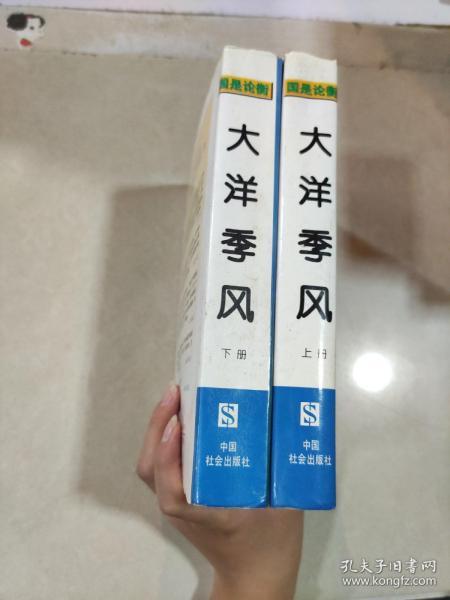 国是论衡
大洋季风
下册
中国
社会出版社
国是论衡
大洋季风
上册
中国
社会出版社
孔夫子旧书网
www.kongfz.com